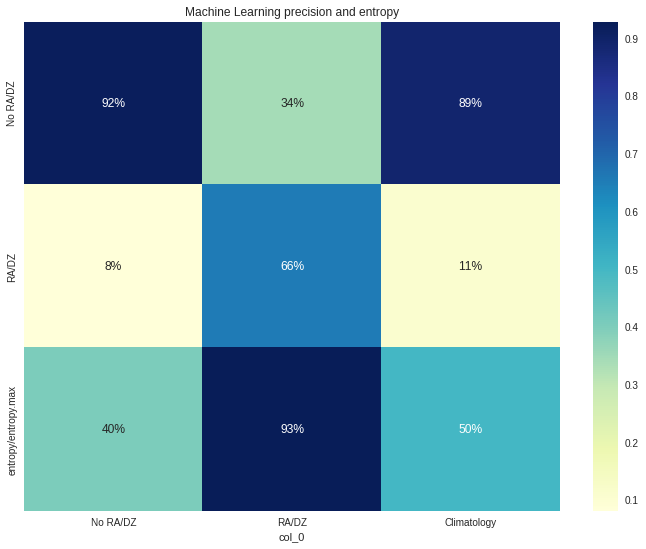 Machine Learning precision and entropy
No RA/DZ
92%
34%
89%
RA/DZ
8%
66%
11%
entropy/entropy.max
40%
93%
50%
No RA/DZ
RA/DZ
Climatology
col_0
0.9
0.8
0.7
0.6
0.5
0.4
0.3
0.2
0.1